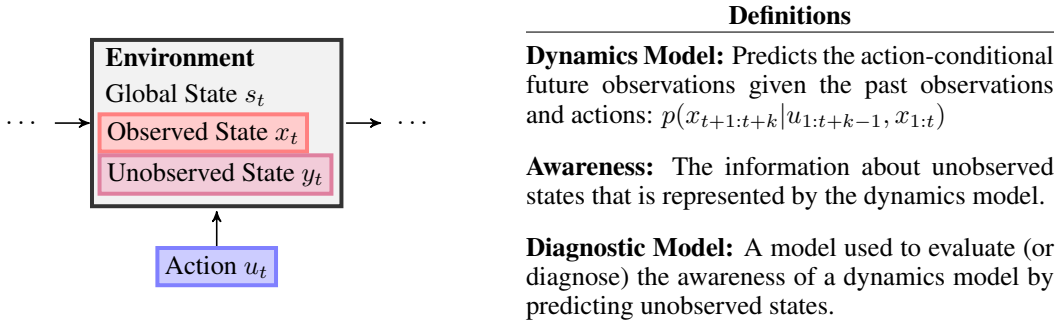 Environment
Global State s_t
Observed State x_t
Unobserved State y_t
Action u_t
... ...
Definitions
Dynamics Model: Predicts the action-conditional
future observations given the past observations
and actions: p(x_{t+1:t+k}|u_{1:t+k-1}, x_{1:t})
Awareness: The information about unobserved
states that is represented by the dynamics model.
Diagnostic Model: A model used to evaluate (or
diagnose) the awareness of a dynamics model by
predicting unobserved states.